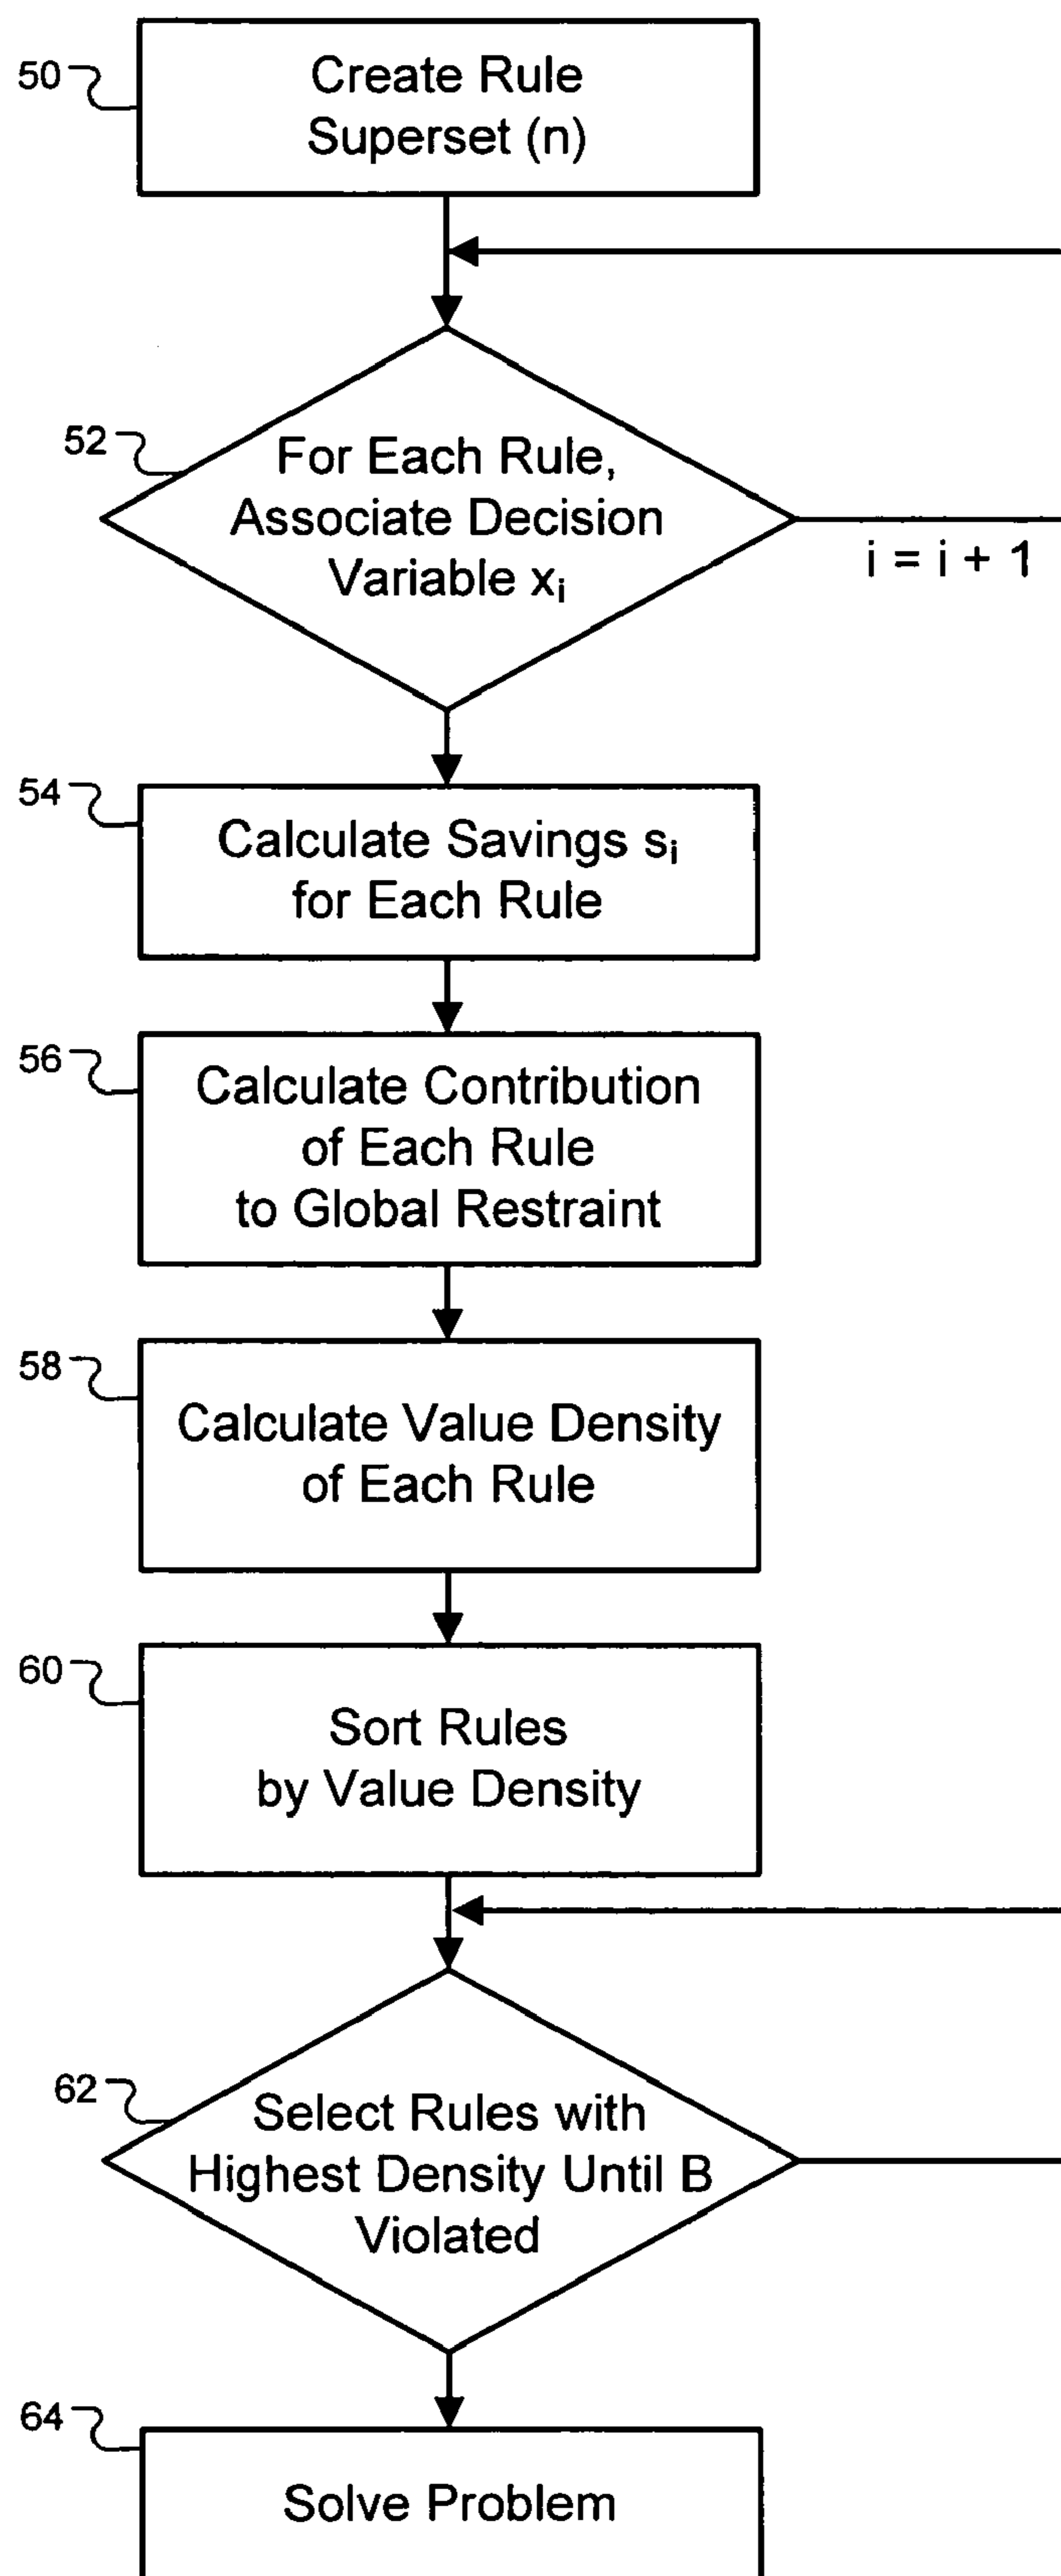 50
Create Rule
Superset (n)
52
For Each Rule,
Associate Decision
Variable xᵢ
i = i + 1
54
Calculate Savings sᵢ
for Each Rule
56
Calculate Contribution
of Each Rule
to Global Restraint
58
Calculate Value Density
of Each Rule
60
Sort Rules
by Value Density
62
Select Rules with
Highest Density Until B
Violated
64
Solve Problem